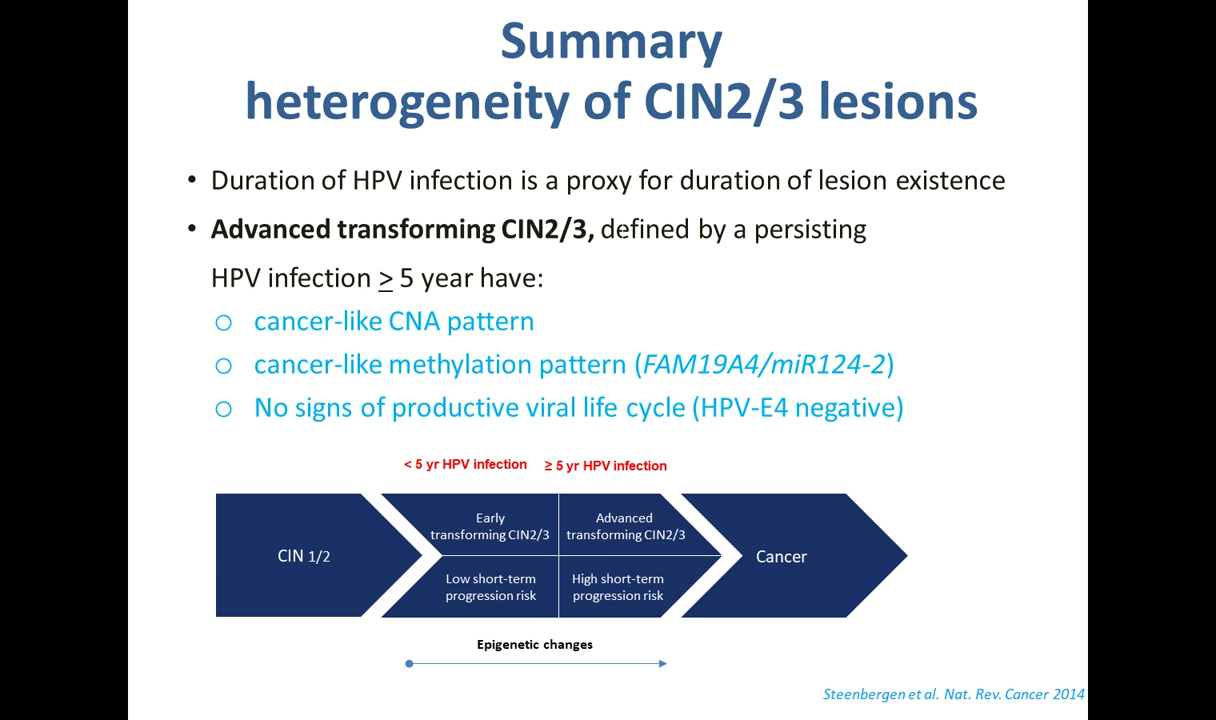 Summary
heterogeneity of CIN2/3 lesions
• Duration of HPV infection is a proxy for duration of lesion existence
• Advanced transforming CIN2/3, defined by a persisting
HPV infection ≥ 5 year have:
○ cancer-like CNA pattern
○ cancer-like methylation pattern (FAM19A4/miR124-2)
○ No signs of productive viral life cycle (HPV-E4 negative)
< 5 yr HPV infection
≥ 5 yr HPV infection
CIN 1/2
Early
transforming CIN2/3
Advanced
transforming CIN2/3
Low short-term
progression risk
High short-term
progression risk
Cancer
Epigenetic changes
Steenbergen et al. Nat. Rev. Cancer 2014